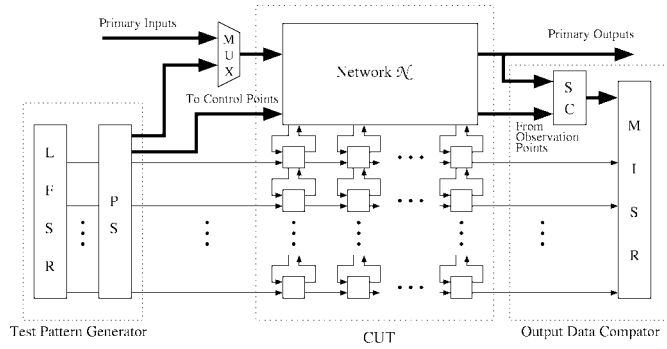 Primary Inputs
M
U
X
Network N
Primary Outputs
To Control Points
S
C
From
Observation
Points
L
F
S
R
P
S
M
I
S
R
Test Pattern Generator
CUT
Output Data Compator